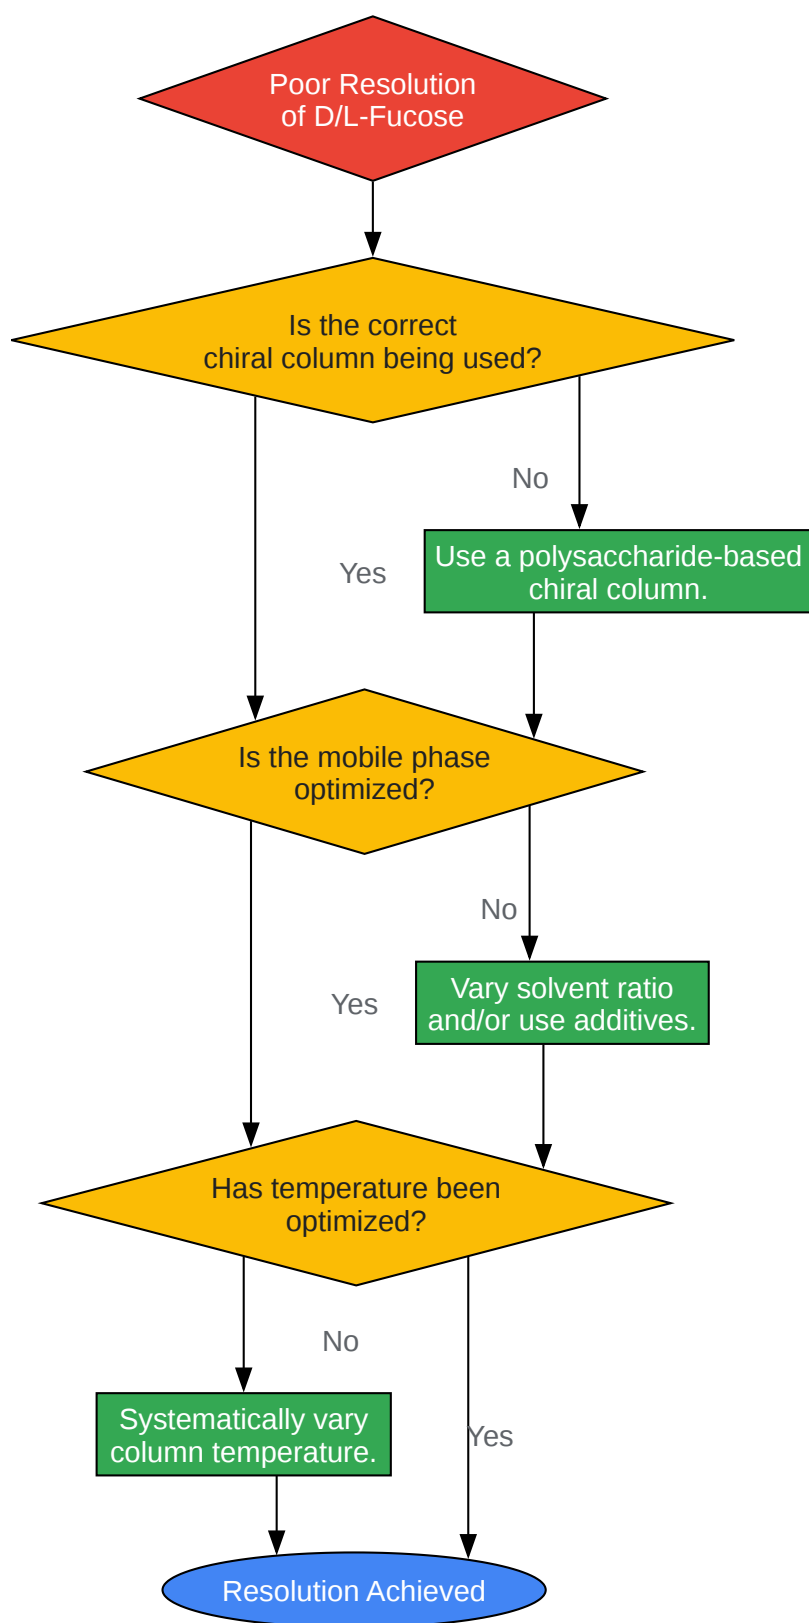 Poor Resolution
of D/L-Fucose
Is the correct
chiral column being used?
No
Yes
Use a polysaccharide-based
chiral column.
Is the mobile phase
optimized?
No
Yes
Vary solvent ratio
and/or use additives.
Has temperature been
optimized?
No
Systematically vary
column temperature.
Yes
Resolution Achieved